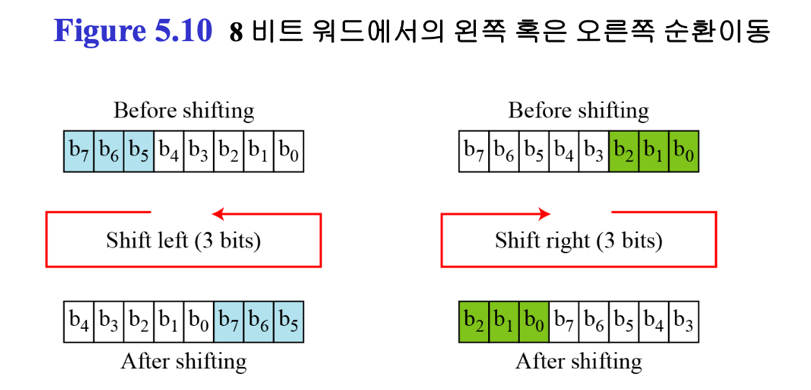 Figure 5.10 8 비트 워드에서의 왼쪽 혹은 오른쪽 순환이동
Before shifting
b7 b6 b5 b4 b3 b2 b1 b0
Shift left (3 bits)
b4 b3 b2 b1 b0 b7 b6 b5
After shifting
Before shifting
b7 b6 b5 b4 b3 b2 b1 b0
Shift right (3 bits)
b2 b1 b0 b7 b6 b5 b4 b3
After shifting